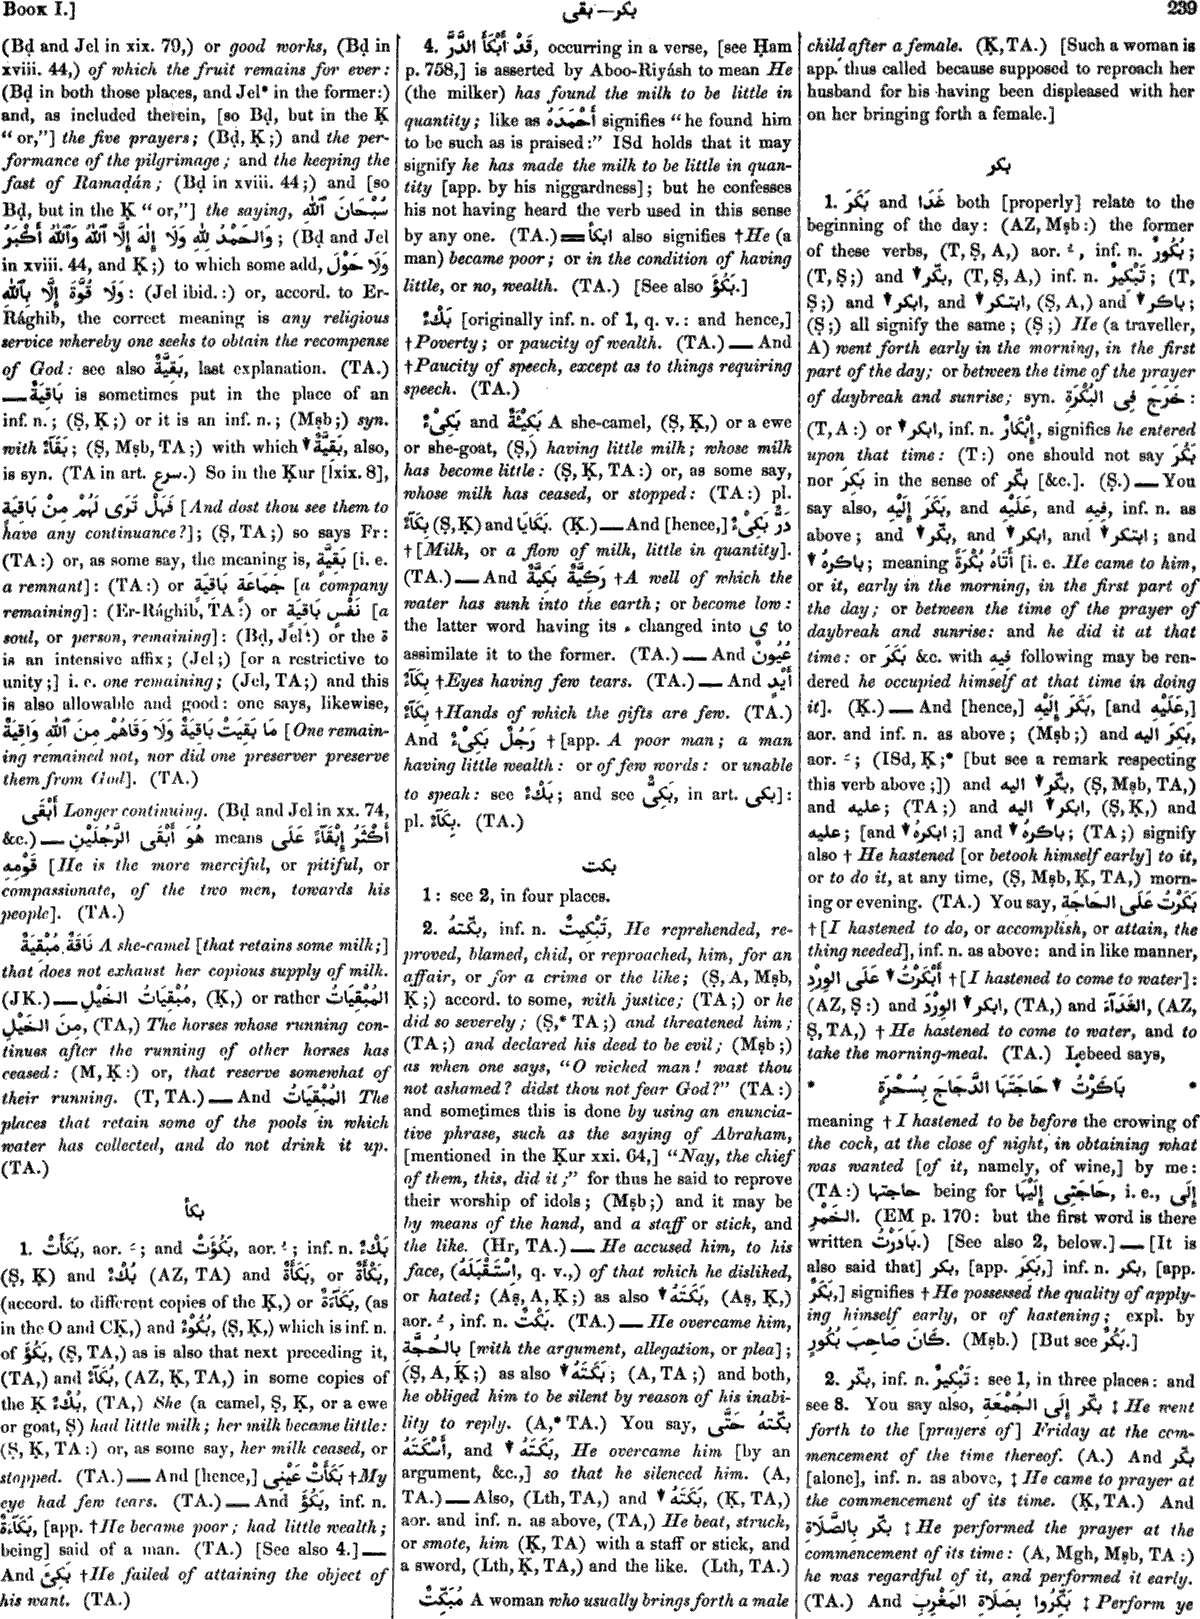 Book I.]
بكر — بقى
239
(Bḍ and Jel in xix. 79,) or good works, (Bḍ in
xviii. 44,) of which the fruit remains for ever:
(Bḍ in both those places, and Jel* in the former:)
and, as included therein, [so Bḍ, but in the Ḳ
“or,”] the five prayers; (Bḍ, Ḳ;) and the per-
formance of the pilgrimage; and the keeping the
fast of Ramaḍán; (Bḍ in xviii. 44;) and [so
Bḍ, but in the Ḳ “or,”] the saying, سُبْحَانَ ٱللّٰهِ
وَالحَمْدُ لِلّٰهِ وَلَا إِلٰهَ إِلَّا ٱللّٰهُ وَٱللّٰهُ أَكْبَرُ; (Bḍ and Jel
in xviii. 44, and Ḳ;) to which some add, وَلَا حَوْلَ
وَلَا قُوَّةَ إِلَّا بِٱللّٰهِ: (Jel ibid.:) or, accord. to Er-
Rághib, the correct meaning is any religious
service whereby one seeks to obtain the recompense
of God: see also بَقِيَّةٌ, last explanation. (TA.)
— بَاقِيَةٌ is sometimes put in the place of an
inf. n.; (Ṣ, Ḳ;) or it is an inf. n.; (Mṣb;) syn.
with بَقَآءٌ; (Ṣ, Mṣb, TA;) with which ▼ بَقِيَّةٌ, also,
is syn. (TA in art. سرع.) So in the Ḳur [lxix. 8],
فَهَلْ تَرَى لَهُمْ مِنْ بَاقِيَةٍ [And dost thou see them to
have any continuance?]; (Ṣ, TA;) so says Fr:
(TA:) or, as some say, the meaning is, بَقِيَّةٌ [i. e.
a remnant]: (TA:) or جَمَاعَة بَاقِيَة [a company
remaining]: (Er-Rághib, TA:) or نَفْس بَاقِيَة [a
soul, or person, remaining]: (Bḍ, Jel:) or the ة
is an intensive affix; (Jel;) [or a restrictive to
unity;] i. e. one remaining; (Jel, TA;) and this
is also allowable and good: one says, likewise,
مَا بَقِيَتْ بَاقِيَةٌ وَلَا وَقَاهُمْ مِنَ ٱللّٰهِ وَاقِيَةٌ [One remain-
ing remained not, nor did one preserver preserve
them from God]. (TA.)
أَبْقَى Longer continuing. (Bḍ and Jel in xx. 74,
&c.) — هُوَ أَبْقَى الرَّجُلَيْنِ means أَكْثَرُ إِبْقَآءً عَلَى
قَوْمِهِ [He is the more merciful, or pitiful, or
compassionate, of the two men, towards his
people]. (TA.)
نَاقَةٌ مُبْقِيَةٌ A she-camel [that retains some milk;]
that does not exhaust her copious supply of milk.
(JK.) — مُبْقِيَاتُ الخَيْلِ, (Ḳ,) or rather المُبْقِيَاتُ
مِنَ الخَيْلِ, (TA,) The horses whose running con-
tinues after the running of other horses has
ceased: (M, Ḳ:) or, that reserve somewhat of
their running. (T, TA.) — And المُبْقِيَاتُ The
places that retain some of the pools in which
water has collected, and do not drink it up.
(TA.)
بكأ
1. بَكَأَتْ, aor. ـَ; and بَكُؤَتْ, aor. ـُ; inf. n. بَكْءٌ
(Ṣ, Ḳ) and بُكْءٌ (AZ, TA) and بَكْأَةٌ, or بَكَأَةٌ,
(accord. to different copies of the Ḳ,) or بَكَآءَةٌ, (as
in the O and CḲ,) and بُكُوْءٌ, (Ṣ, Ḳ,) which is inf. n.
of بَكُؤَ, (Ṣ, TA,) as is also that next preceding it,
(TA,) and بَكَآءٌ, (AZ, Ḳ, TA,) in some copies of
the Ḳ بُكْءٌ, (TA,) She (a camel, Ṣ, Ḳ, or a ewe
or goat, Ṣ) had little milk; her milk became little:
(Ṣ, Ḳ, TA:) or, as some say, her milk ceased, or
stopped. (TA.) — And [hence,] بَكَأَتْ عَيْنِى †My
eye had few tears. (TA.) — And بَكُؤَ, inf. n.
بَكَآءَةٌ, [app. †He became poor; had little wealth;
being] said of a man. (TA.) [See also 4.] —
And بَكِئَ †He failed of attaining the object of
his want. (TA.)
4. قَدْ أَبْكَأَ الدَّرَّ, occurring in a verse, [see Ḥam
p. 758,] is asserted by Aboo-Riyásh to mean He
(the milker) has found the milk to be little in
quantity; like as أَحْمَدَهُ signifies “he found him
to be such as is praised:” ISd holds that it may
signify he has made the milk to be little in quan-
tity [app. by his niggardness]; but he confesses
his not having heard the verb used in this sense
by any one. (TA.) = ابكأ also signifies †He (a
man) became poor; or in the condition of having
little, or no, wealth. (TA.) [See also بَكُؤَ.]
بَكْءٌ [originally inf. n. of 1, q. v.: and hence,]
†Poverty; or paucity of wealth. (TA.) — And
†Paucity of speech, except as to things requiring
speech. (TA.)
بَكِىْءٌ and بَكِيْئَةٌ A she-camel, (Ṣ, Ḳ,) or a ewe
or she-goat, (Ṣ,) having little milk; whose milk
has become little: (Ṣ, Ḳ, TA:) or, as some say,
whose milk has ceased, or stopped: (TA:) pl.
بِكَآءٌ (Ṣ, Ḳ) and بَكَايَا. (Ḳ.) — And [hence,] دَرٌّ بَكِىْءٌ
†[Milk, or a flow of milk, little in quantity].
(TA.) — And رَكِيَّةٌ بَكِيَّةٌ †A well of which the
water has sunk into the earth; or become low:
the latter word having its ء changed into ى to
assimilate it to the former. (TA.) — And عُيُونٌ
بِكَآءٌ †Eyes having few tears. (TA.) — And أَيْدٍ
بِكَآءٌ †Hands of which the gifts are few. (TA.)
And رَجُلٌ بَكِىْءٌ †[app. A poor man; a man
having little wealth: or of few words: or unable
to speak: see بَكْءٌ; and see بَكِىٌّ, in art. بكى]:
pl. بِكَآءٌ. (TA.)
بكت
1: see 2, in four places.
2. بكّتهُ, inf. n. تَبْكِيتٌ, He reprehended, re-
proved, blamed, chid, or reproached, him, for an
affair, or for a crime or the like; (Ṣ, A, Mṣb,
Ḳ;) accord. to some, with justice; (TA;) or he
did so severely; (Ṣ,* TA;) and threatened him;
(TA;) and declared his deed to be evil; (Mṣb;)
as when one says, “O wicked man! wast thou
not ashamed? didst thou not fear God?” (TA:)
and sometimes this is done by using an enuncia-
tive phrase, such as the saying of Abraham,
[mentioned in the Ḳur xxi. 64,] “Nay, the chief
of them, this, did it;” for thus he said to reprove
their worship of idols; (Mṣb;) and it may be
by means of the hand, and a staff or stick, and
the like. (Hr, TA.) — He accused him, to his
face, (اِسْتَقْبَلَهُ, q. v.,) of that which he disliked,
or hated; (Aṣ, A, Ḳ;) as also ▼ بَكَتَهُ, (Aṣ, Ḳ,)
aor. ـُ, inf. n. بَكْتٌ. (TA.) — He overcame him,
بِالحُجَّةِ [with the argument, allegation, or plea];
(Ṣ, A, Ḳ;) as also ▼ بَكَتَهُ; (A, TA;) and both,
he obliged him to be silent by reason of his inabi-
lity to reply. (A,* TA.) You say, بكّتهُ حَتَّى
أَسْكَتَهُ, and ▼ بَكَتَهُ, He overcame him [by an
argument, &c.,] so that he silenced him. (A,
TA.) — Also, (Lth, TA,) and ▼ بَكَتَهُ, (Ḳ, TA,)
aor. and inf. n. as above, (TA,) He beat, struck,
or smote, him (Ḳ, TA) with a staff or stick, and
a sword, (Lth, Ḳ, TA,) and the like. (Lth, TA.)
مُبَكِّتٌ A woman who usually brings forth a male
child after a female. (Ḳ, TA.) [Such a woman is
app. thus called because supposed to reproach her
husband for his having been displeased with her
on her bringing forth a female.]
بكر
1. بَكَرَ and غَدَا both [properly] relate to the
beginning of the day: (AZ, Mṣb:) the former
of these verbs, (T, Ṣ, A,) aor. ـُ, inf. n. بُكُورٌ;
(T, Ṣ;) and ▼ بكّر, (T, Ṣ, A,) inf. n. تَبْكِيرٌ; (T,
Ṣ;) and ▼ ابكر, and ▼ ابتكر, (Ṣ, A,) and ▼ باكر;
(Ṣ;) all signify the same; (Ṣ;) He (a traveller,
A) went forth early in the morning, in the first
part of the day; or between the time of the prayer
of daybreak and sunrise; syn. خَرَجَ فِى البُكْرَةِ:
(T, A:) or ▼ ابكر, inf. n. إِبْكَارٌ, signifies he entered
upon that time: (T:) one should not say بَكُرَ
nor بَكِرَ in the sense of بكّر [&c.]. (Ṣ.) — You
say also, بَكَرَ إِلَيْهِ, and عَلَيْهِ, and فِيهِ, inf. n. as
above; and ▼ بكّر, and ▼ ابكر, and ▼ ابتكر; and
▼ باكرهُ; meaning أَتَاهُ بُكْرَةً [i. e. He came to him,
or it, early in the morning, in the first part of
the day; or between the time of the prayer of
daybreak and sunrise: and he did it at that
time: or بَكَرَ &c. with فيه following may be ren-
dered he occupied himself at that time in doing
it]. (Ḳ.) — And [hence,] بَكَرَ إِلَيْهِ, [and عَلَيْهِ,]
aor. and inf. n. as above; (Mṣb;) and بَكِرَ اليه,
aor. ـَ; (ISd, Ḳ;* [but see a remark respecting
this verb above;]) and ▼ بكّر اليه, (Ṣ, Mṣb, TA,)
and عليه; (TA;) and ▼ ابكر اليه, (Ṣ, Ḳ,) and
عليه; [and ▼ ابكرهُ;] and ▼ باكرهُ; (TA;) signify
also † He hastened [or betook himself early] to it,
or to do it, at any time, (Ṣ, Mṣb, Ḳ, TA,) morn-
ing or evening. (TA.) You say, بَكَرْتُ عَلَى الحَاجَةِ
†[I hastened to do, or accomplish, or attain, the
thing needed], inf. n. as above: and in like manner,
▼ أَبْكَرْتُ عَلَى الوِرْدِ †[I hastened to come to water]:
(AZ, Ṣ:) and ▼ ابكر الوِرْدَ, (TA,) and الغَدَآءَ, (AZ,
Ṣ, TA,) † He hastened to come to water, and to
take the morning-meal. (TA.) Lebeed says,
* بَاكَرْتُ ▼ حَاجَتَهَا الدَّجَاجَ بِسُحْرَةٍ *
meaning † I hastened to be before the crowing of
the cock, at the close of night, in obtaining what
was wanted [of it, namely, of wine,] by me:
(TA:) حاجتها being for حَاجَتِى إِلَيْهَا, i. e., إِلَى
الخَمْرِ. (EM p. 170: but the first word is there
written بَادَرْتُ.) [See also 2, below.] — [It is
also said that] بكر, [app. بَكِرَ,] inf. n. بكر, [app.
بَكَرٌ,] signifies † He possessed the quality of apply-
ing himself early, or of hastening; expl. by
كَانَ صَاحِبَ بُكُورٍ. (Mṣb.) [But see بَكُرَ.]
2. بكّر, inf. n. تَبْكِيرٌ: see 1, in three places: and
see 8. You say also, بكّر إِلَى الجُمْعَةِ ‡ He went
forth to the [prayers of] Friday at the com-
mencement of the time thereof. (A.) And بكّر
[alone], inf. n. as above, ‡ He came to prayer at
the commencement of its time. (Ḳ, TA.) And
بكّر بِالصَّلَاةِ ‡ He performed the prayer at the
commencement of its time: (A, Mgh, Mṣb, TA:)
he was regardful of it, and performed it early.
(TA.) And بَكِّرُوا بِصَلَاةِ المَغْرِبِ ‡ Perform ye